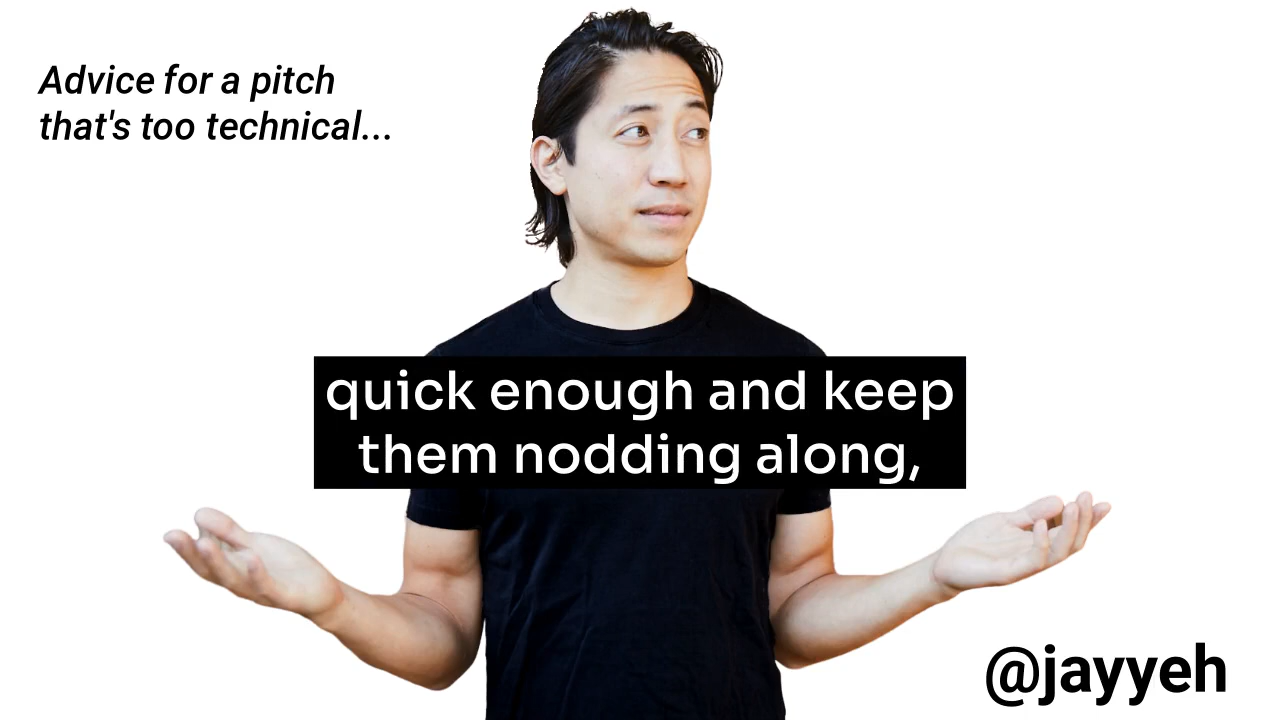 Advice for a pitch
that's too technical...
quick enough and keep
them nodding along,
@jayyeh